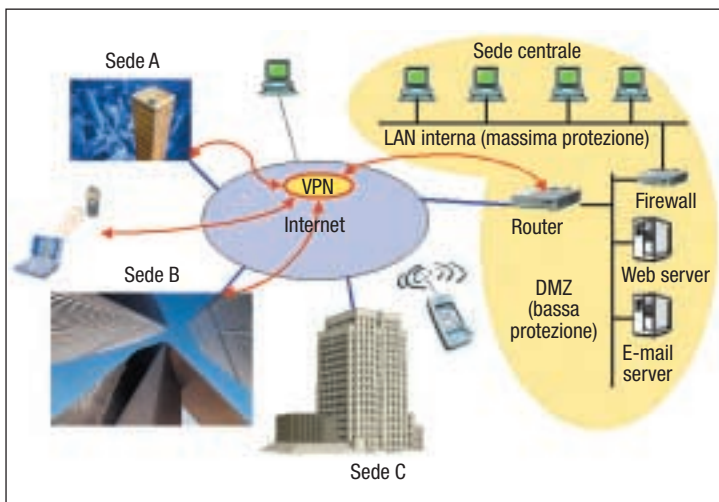 Sede A
Sede centrale
LAN interna (massima protezione)
VPN
Internet
Router
Firewall
Web server
Sede B
DMZ
(bassa
protezione)
E-mail
server
Sede C